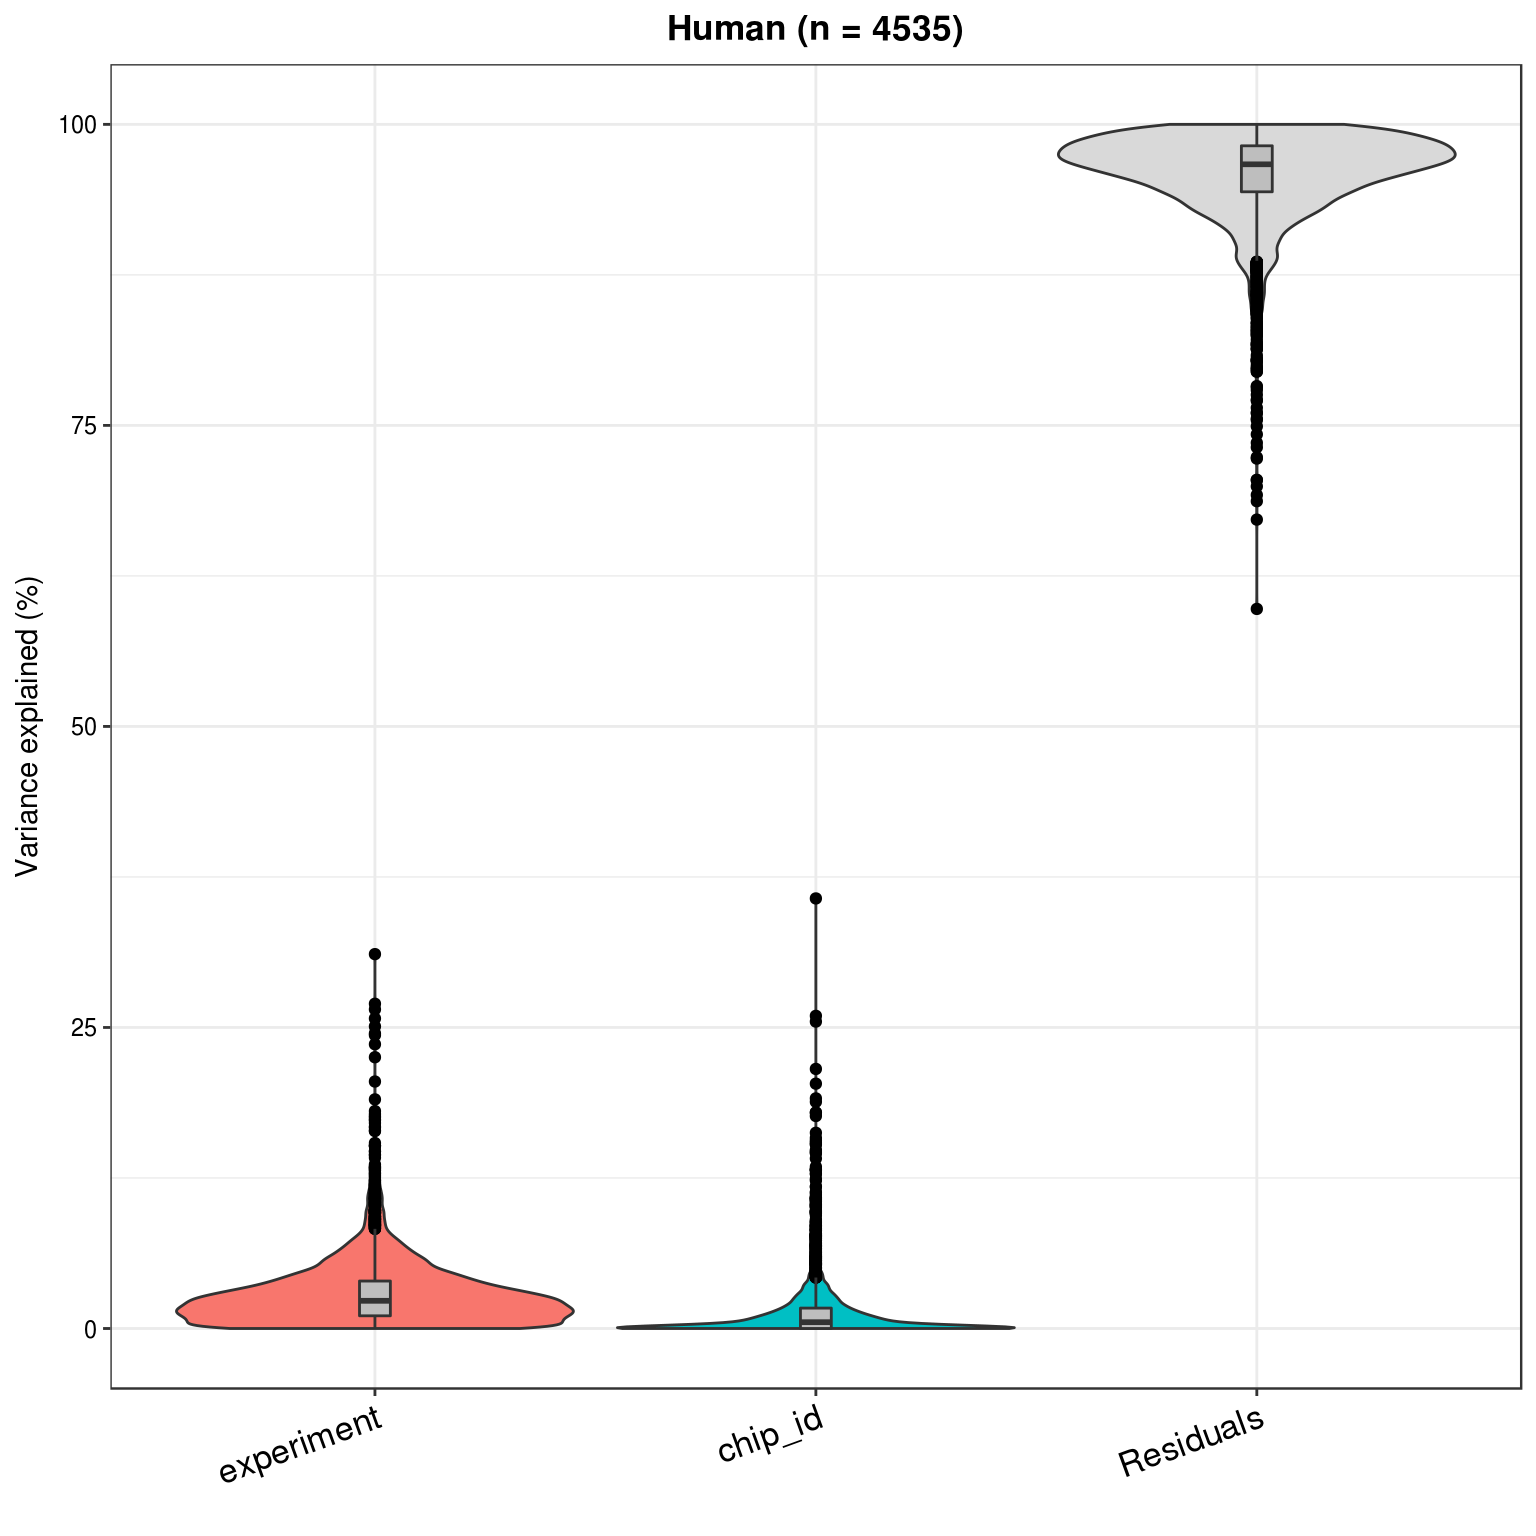 Human (n = 4535)
Variance explained (%)
100
75
50
25
0
experiment
chip_id
Residuals